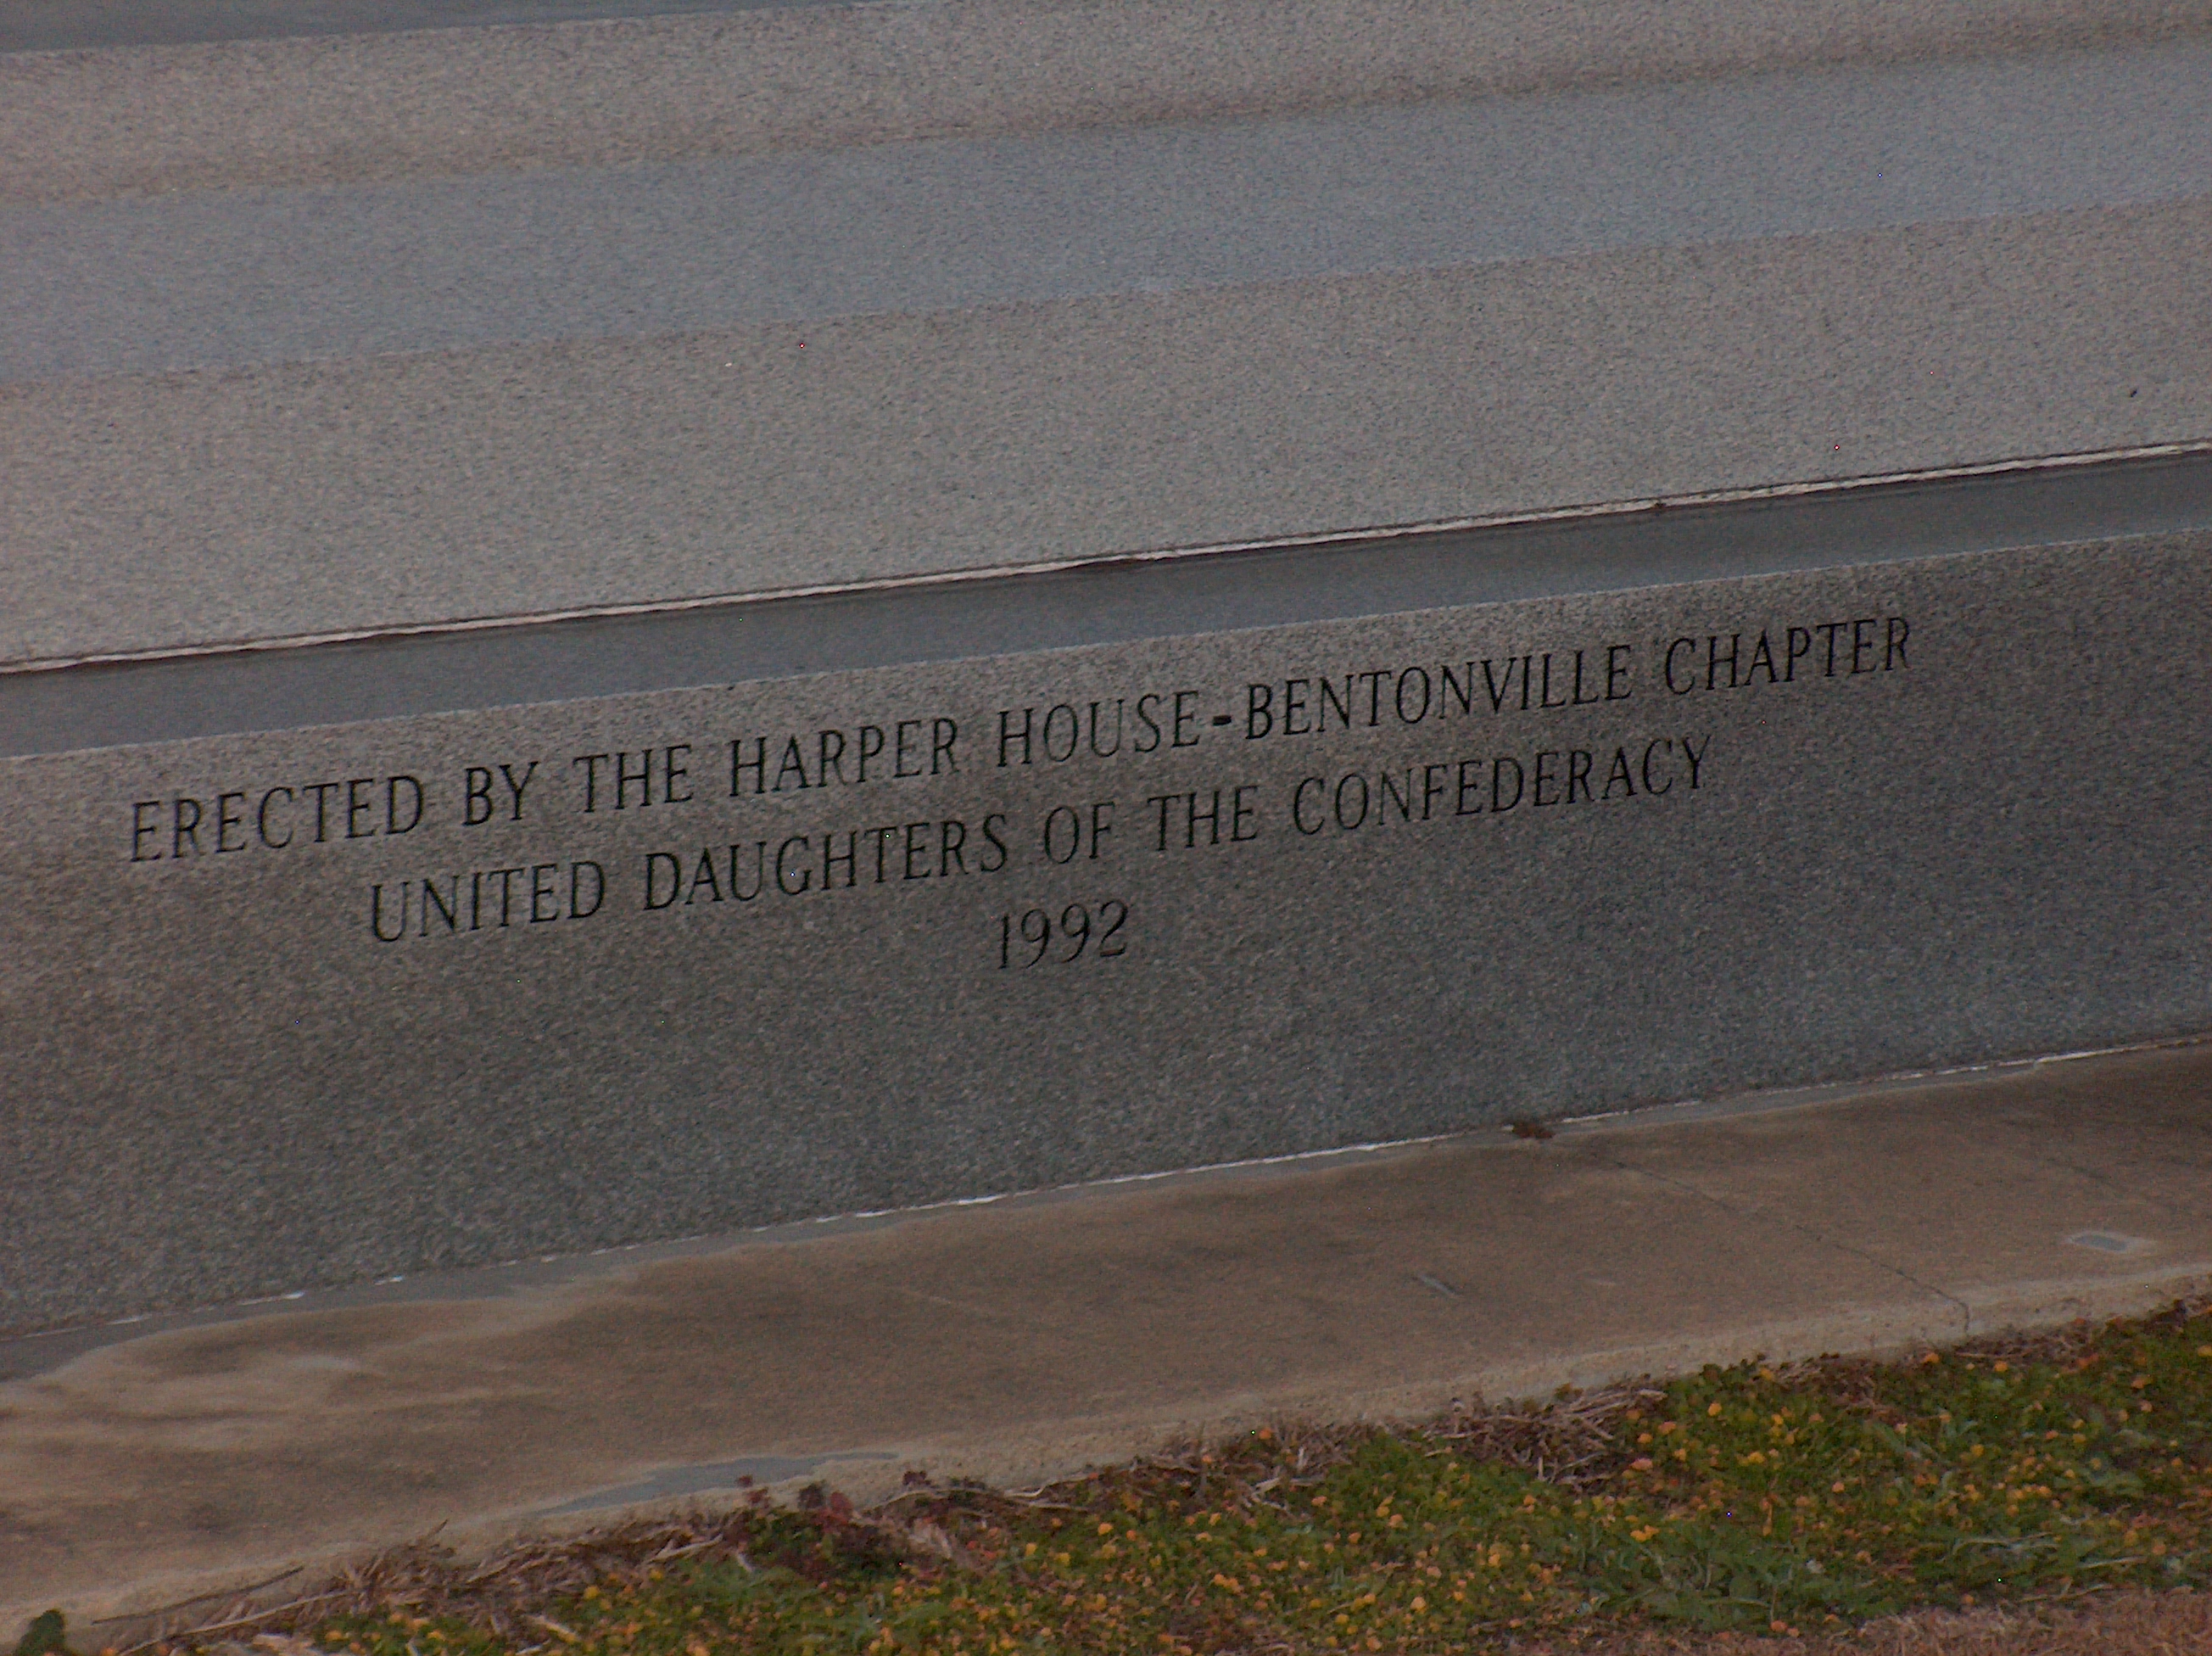 ERECTED BY THE HARPER HOUSE-BENTONVILLE CHAPTER
UNITED DAUGHTERS OF THE CONFEDERACY
1992